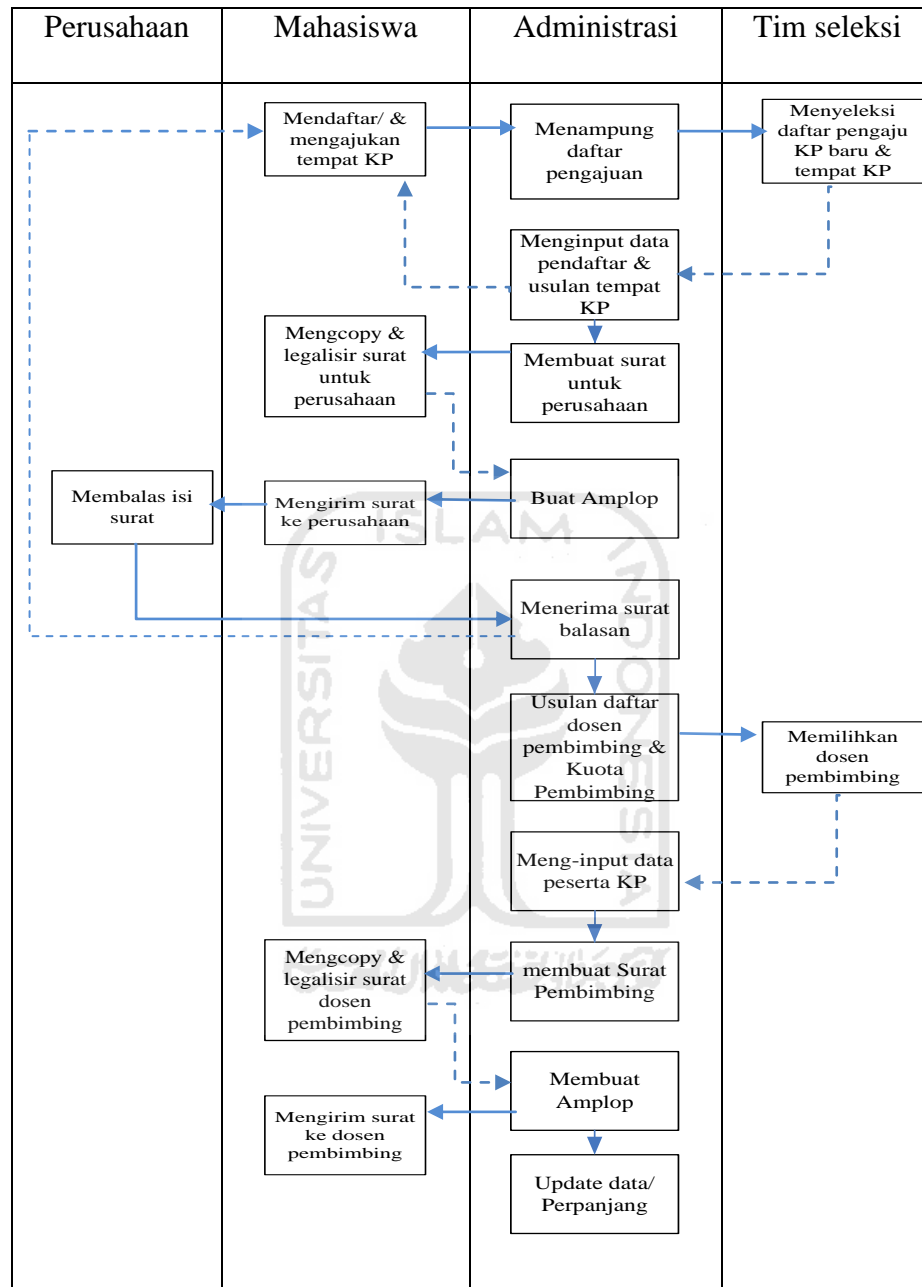 Perusahaan
Mahasiswa
Administrasi
Tim seleksi
Mendaftar/ &
mengajukan
tempat KP
Menampung
daftar
pengajuan
Menyeleksi
daftar pengaju
KP baru &
tempat KP
Menginput data
pendaftar &
usulan tempat
KP
Mengcopy &
legalisir surat
untuk
perusahaan
Membuat surat
untuk
perusahaan
Membalas isi
surat
Mengirim surat
ke perusahaan
Buat Amplop
Menerima surat
balasan
Usulan daftar
dosen
pembimbing &
Kuota
Pembimbing
Memilihkan
dosen
pembimbing
Meng-input data
peserta KP
Mengcopy &
legalisir surat
dosen
pembimbing
membuat Surat
Pembimbing
Membuat
Amplop
Mengirim surat
ke dosen
pembimbing
Update data/
Perpanjang
UNIVERSITAS
ISLAM
INDONESIA